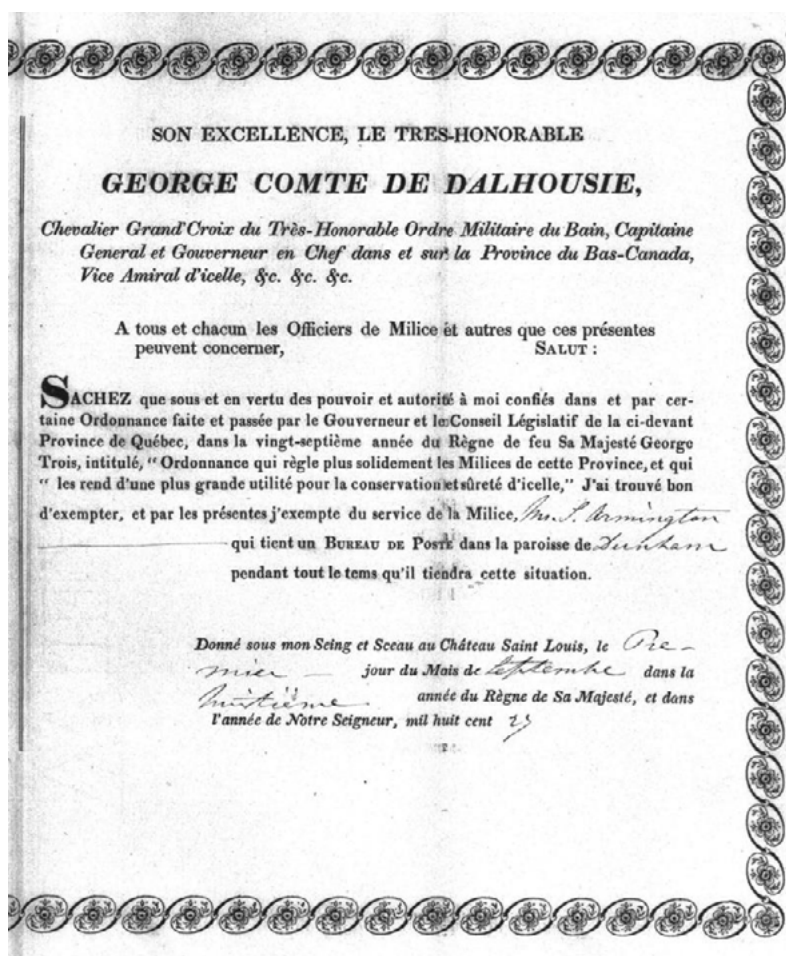 SON EXCELLENCE, LE TRES-HONORABLE
GEORGE COMTE DE DALHOUSIE,
Chevalier Grand'Croix du Très-Honorable Ordre Militaire du Bain, Capitaine
General et Gouverneur en Chef dans et sur la Province du Bas-Canada,
Vice Amiral d'icelle, &c. &c. &c.
A tous et chacun les Officiers de Milice et autres que ces présentes
peuvent concerner, SALUT :
SACHEZ que sous et en vertu des pouvoir et autorité à moi confiés dans et par cer-
taine Ordonnance faite et passée par le Gouverneur et le Conseil Législatif de la ci-devant
Province de Québec, dans la vingt-septième année du Règne de feu Sa Majesté George
Trois, intitulé, “ Ordonnance qui règle plus solidement les Milices de cette Province, et qui
“ les rend d'une plus grande utilité pour la conservation et sûreté d'icelle,” J'ai trouvé bon
d'exempter, et par les présentes j'exempte du service de la Milice, Armington
qui tient un BUREAU DE POSTE dans la paroisse de Dunham
pendant tout le tems qu'il tiendra cette situation.
Donné sous mon Seing et Sceau au Château Saint Louis, le Pre-
mier jour du Mois de Septembre dans la
huitième année du Règne de Sa Majesté, et dans
l'année de Notre Seigneur, mil huit cent